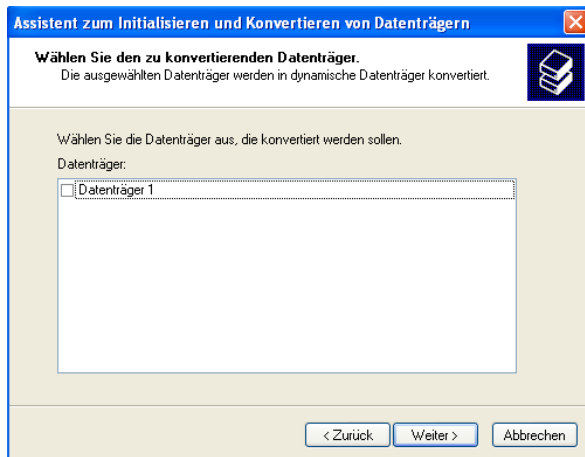 Assistent zum Initialisieren und Konvertieren von Datenträgern
Wählen Sie den zu konvertierenden Datenträger.
Die ausgewählten Datenträger werden in dynamische Datenträger konvertiert.
Wählen Sie die Datenträger aus, die konvertiert werden sollen.
Datenträger:
Datenträger 1
< Zurück Weiter > Abbrechen